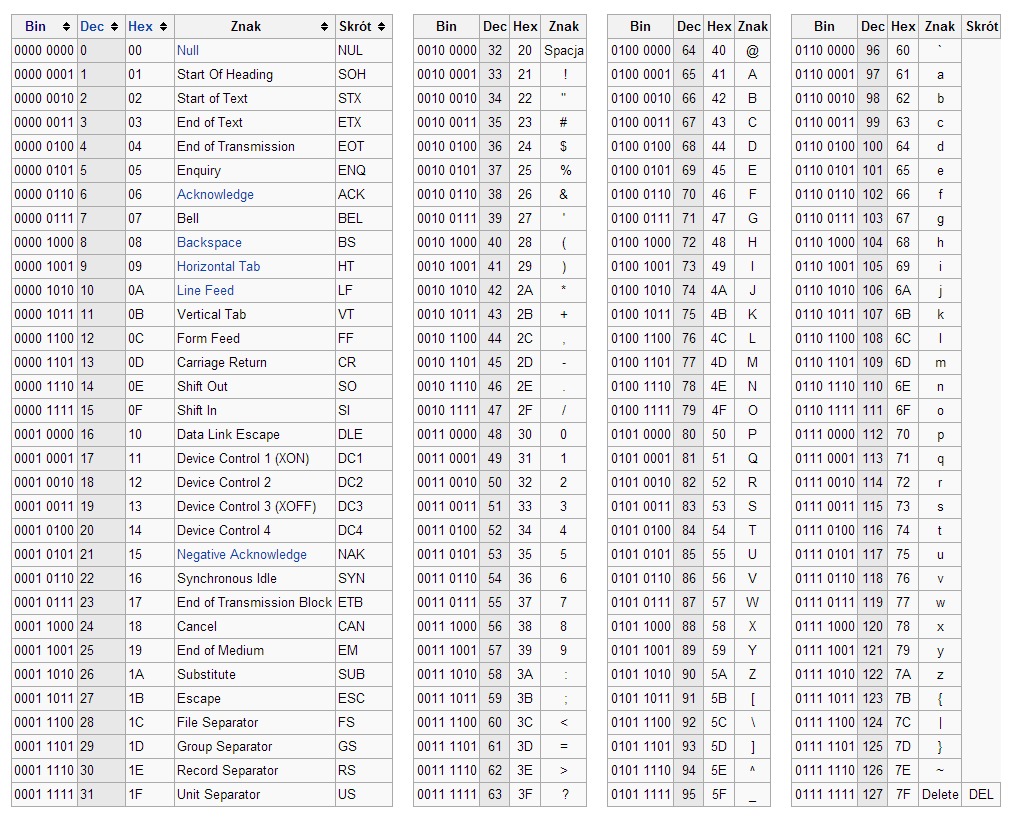 Bin Dec Hex Znak Skrót Bin Dec Hex Znak Bin Dec Hex Znak Bin Dec Hex Znak Skrót
0000 0000 0 00 Null NUL 0010 0000 32 20 Spacja 0100 0000 64 40 @ 0110 0000 96 60 `
0000 0001 1 01 Start Of Heading SOH 0010 0001 33 21 ! 0100 0001 65 41 A 0110 0001 97 61 a
0000 0010 2 02 Start of Text STX 0010 0010 34 22 " 0100 0010 66 42 B 0110 0010 98 62 b
0000 0011 3 03 End of Text ETX 0010 0011 35 23 # 0100 0011 67 43 C 0110 0011 99 63 c
0000 0100 4 04 End of Transmission EOT 0010 0100 36 24 $ 0100 0100 68 44 D 0110 0100 100 64 d
0000 0101 5 05 Enquiry ENQ 0010 0101 37 25 % 0100 0101 69 45 E 0110 0101 101 65 e
0000 0110 6 06 Acknowledge ACK 0010 0110 38 26 & 0100 0110 70 46 F 0110 0110 102 66 f
0000 0111 7 07 Bell BEL 0010 0111 39 27 ' 0100 0111 71 47 G 0110 0111 103 67 g
0000 1000 8 08 Backspace BS 0010 1000 40 28 ( 0100 1000 72 48 H 0110 1000 104 68 h
0000 1001 9 09 Horizontal Tab HT 0010 1001 41 29 ) 0100 1001 73 49 I 0110 1001 105 69 i
0000 1010 10 0A Line Feed LF 0010 1010 42 2A * 0100 1010 74 4A J 0110 1010 106 6A j
0000 1011 11 0B Vertical Tab VT 0010 1011 43 2B + 0100 1011 75 4B K 0110 1011 107 6B k
0000 1100 12 0C Form Feed FF 0010 1100 44 2C , 0100 1100 76 4C L 0110 1100 108 6C l
0000 1101 13 0D Carriage Return CR 0010 1101 45 2D - 0100 1101 77 4D M 0110 1101 109 6D m
0000 1110 14 0E Shift Out SO 0010 1110 46 2E . 0100 1110 78 4E N 0110 1110 110 6E n
0000 1111 15 0F Shift In SI 0010 1111 47 2F / 0100 1111 79 4F O 0110 1111 111 6F o
0001 0000 16 10 Data Link Escape DLE 0011 0000 48 30 0 0101 0000 80 50 P 0111 0000 112 70 p
0001 0001 17 11 Device Control 1 (XON) DC1 0011 0001 49 31 1 0101 0001 81 51 Q 0111 0001 113 71 q
0001 0010 18 12 Device Control 2 DC2 0011 0010 50 32 2 0101 0010 82 52 R 0111 0010 114 72 r
0001 0011 19 13 Device Control 3 (XOFF) DC3 0011 0011 51 33 3 0101 0011 83 53 S 0111 0011 115 73 s
0001 0100 20 14 Device Control 4 DC4 0011 0100 52 34 4 0101 0100 84 54 T 0111 0100 116 74 t
0001 0101 21 15 Negative Acknowledge NAK 0011 0101 53 35 5 0101 0101 85 55 U 0111 0101 117 75 u
0001 0110 22 16 Synchronous Idle SYN 0011 0110 54 36 6 0101 0110 86 56 V 0111 0110 118 76 v
0001 0111 23 17 End of Transmission Block ETB 0011 0111 55 37 7 0101 0111 87 57 W 0111 0111 119 77 w
0001 1000 24 18 Cancel CAN 0011 1000 56 38 8 0101 1000 88 58 X 0111 1000 120 78 x
0001 1001 25 19 End of Medium EM 0011 1001 57 39 9 0101 1001 89 59 Y 0111 1001 121 79 y
0001 1010 26 1A Substitute SUB 0011 1010 58 3A : 0101 1010 90 5A Z 0111 1010 122 7A z
0001 1011 27 1B Escape ESC 0011 1011 59 3B ; 0101 1011 91 5B [ 0111 1011 123 7B {
0001 1100 28 1C File Separator FS 0011 1100 60 3C < 0101 1100 92 5C \ 0111 1100 124 7C |
0001 1101 29 1D Group Separator GS 0011 1101 61 3D = 0101 1101 93 5D ] 0111 1101 125 7D }
0001 1110 30 1E Record Separator RS 0011 1110 62 3E > 0101 1110 94 5E ^ 0111 1110 126 7E ~
0001 1111 31 1F Unit Separator US 0011 1111 63 3F ? 0101 1111 95 5F _ 0111 1111 127 7F Delete DEL